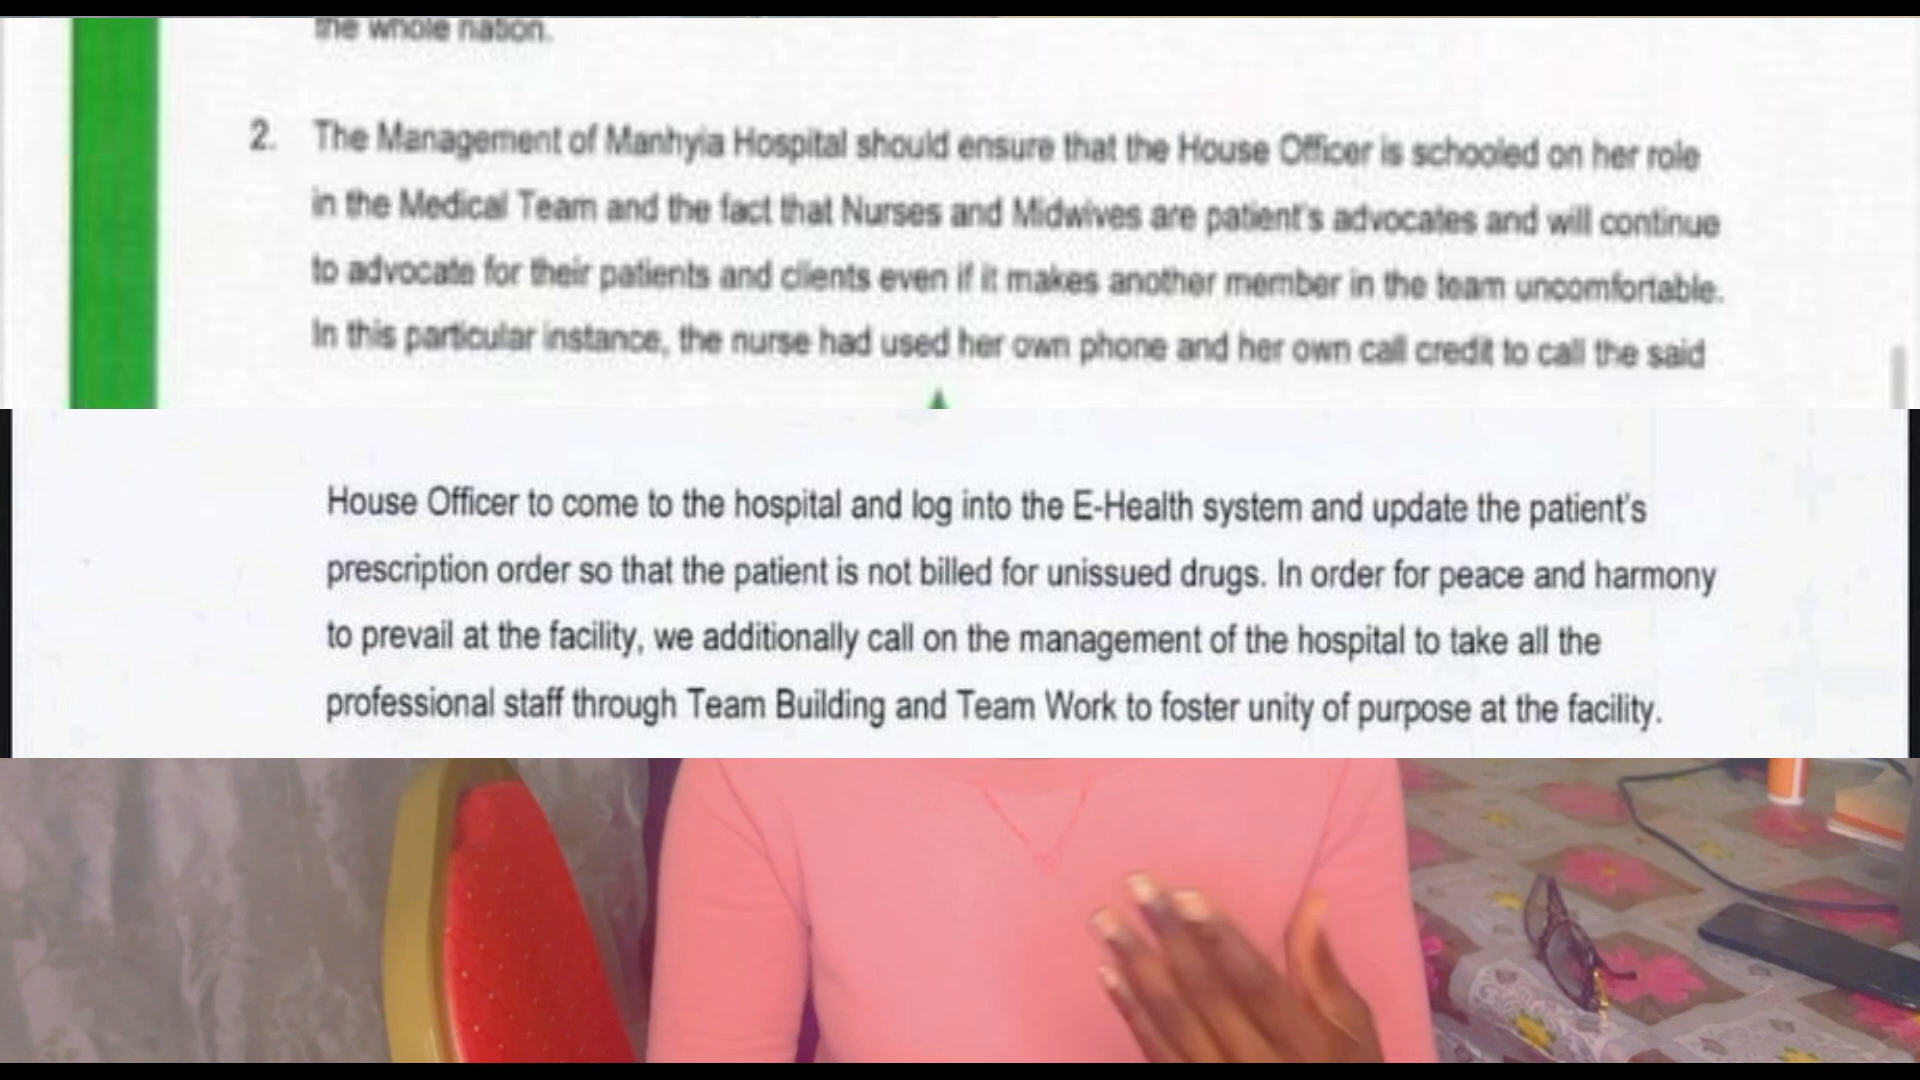 the whole nation.
2. The Management of Manhyia Hospital should ensure that the House Officer is schooled on her role
in the Medical Team and the fact that Nurses and Midwives are patient's advocates and will continue
to advocate for their patients and clients even if it makes another member in the team uncomfortable.
In this particular instance, the nurse had used her own phone and her own call credit to call the said
House Officer to come to the hospital and log into the E-Health system and update the patient's
prescription order so that the patient is not billed for unissued drugs. In order for peace and harmony
to prevail at the facility, we additionally call on the management of the hospital to take all the
professional staff through Team Building and Team Work to foster unity of purpose at the facility.